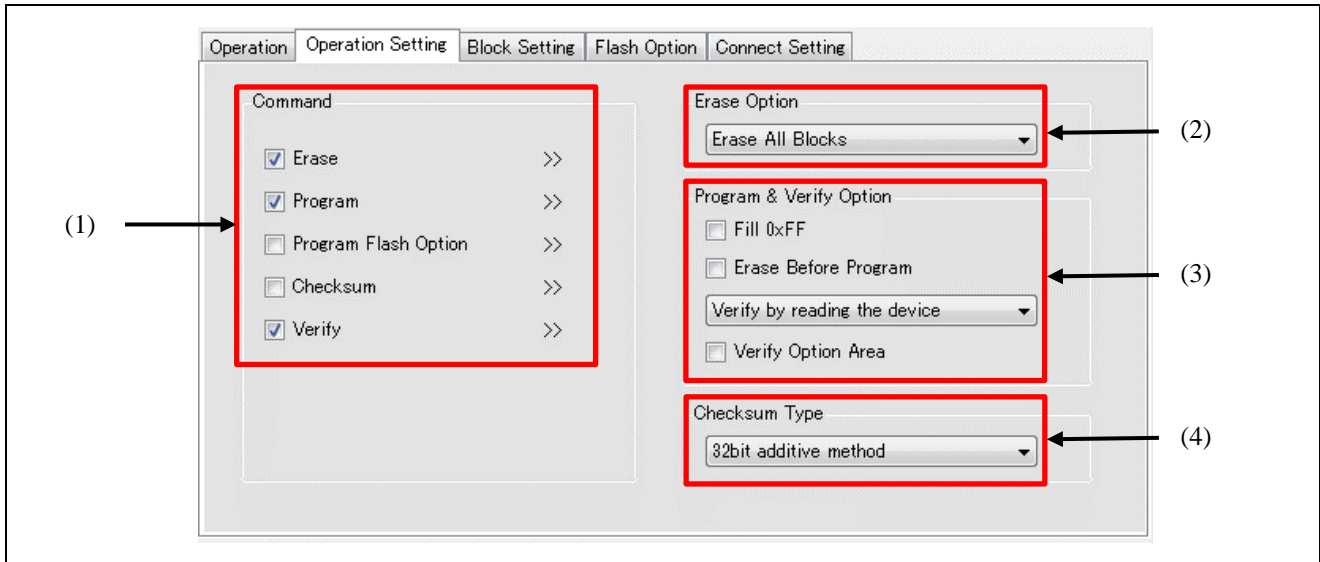 Operation Operation Setting Block Setting Flash Option Connect Setting
Command
Erase >>
Program >>
Program Flash Option >>
Checksum >>
Verify >>
(1)
Erase Option
Erase All Blocks
(2)
Program & Verify Option
Fill 0xFF
Erase Before Program
Verify by reading the device
Verify Option Area
(3)
Checksum Type
32bit additive method
(4)